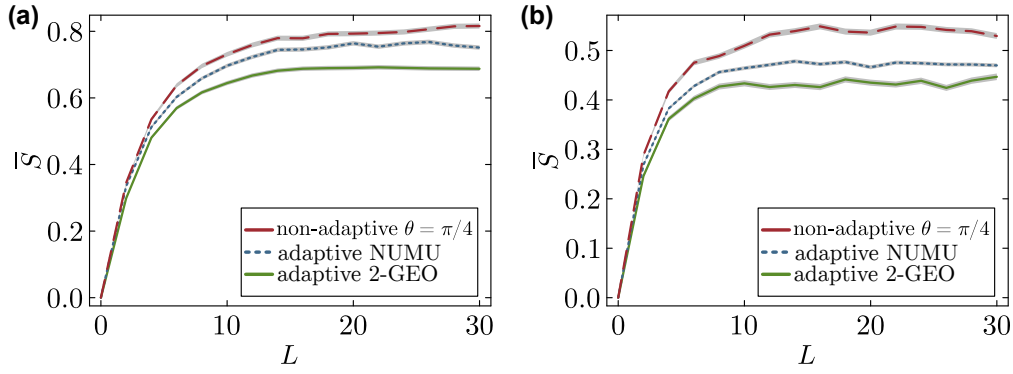 (a)
0.8
0.6
0.4
0.2
0.0
S̅
0
10
20
30
L
non-adaptive θ = π/4
adaptive NUMU
adaptive 2-GEO
(b)
0.5
0.4
0.3
0.2
0.1
0.0
S̅
0
10
20
30
L
non-adaptive θ = π/4
adaptive NUMU
adaptive 2-GEO